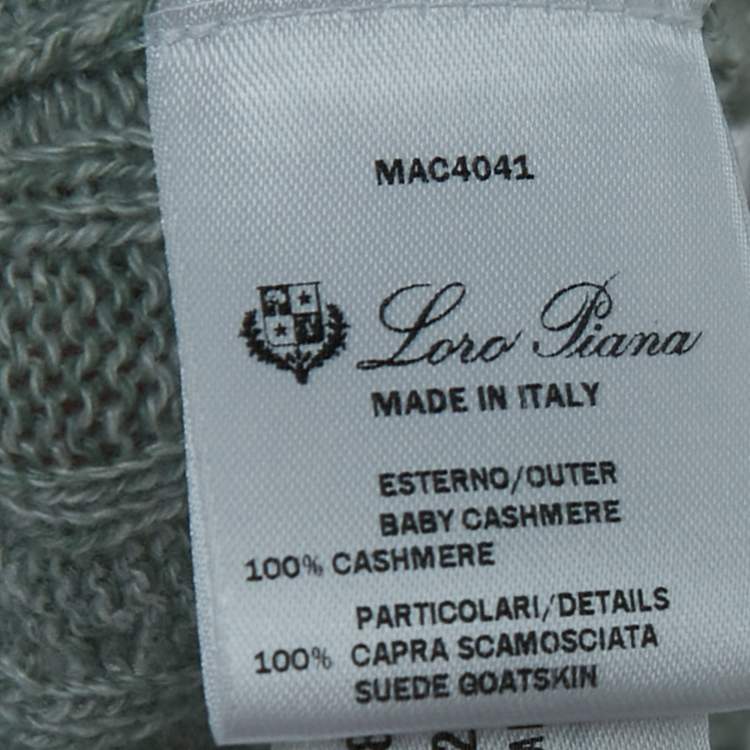 MAC4041
Loro Piana
MADE IN ITALY
ESTERNO/OUTER
BABY CASHMERE
100% CASHMERE
PARTICOLARI/DETAILS
100% CAPRA SCAMOSCIATA
SUEDE GOATSKIN